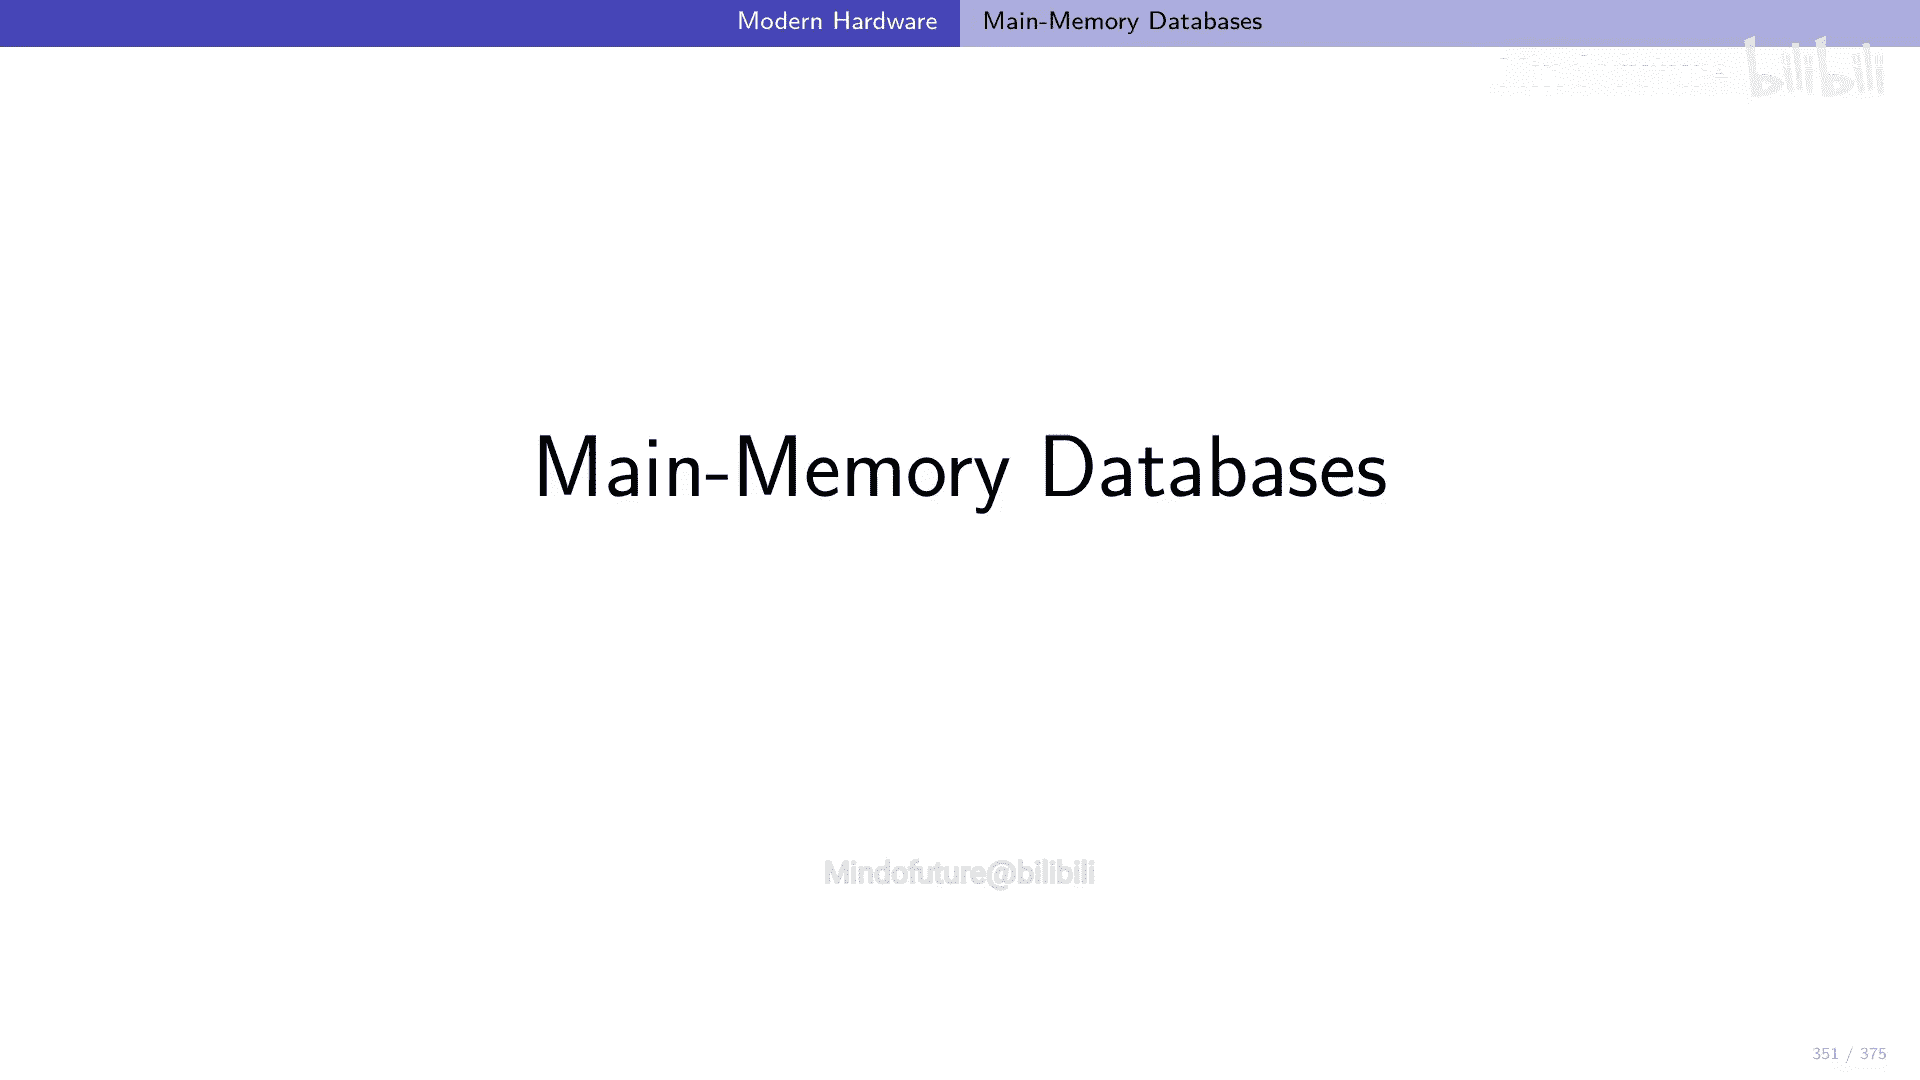 Modern Hardware
Main-Memory Databases
bilibili
Main-Memory Databases
Mindofuture@bilibili
351 / 375